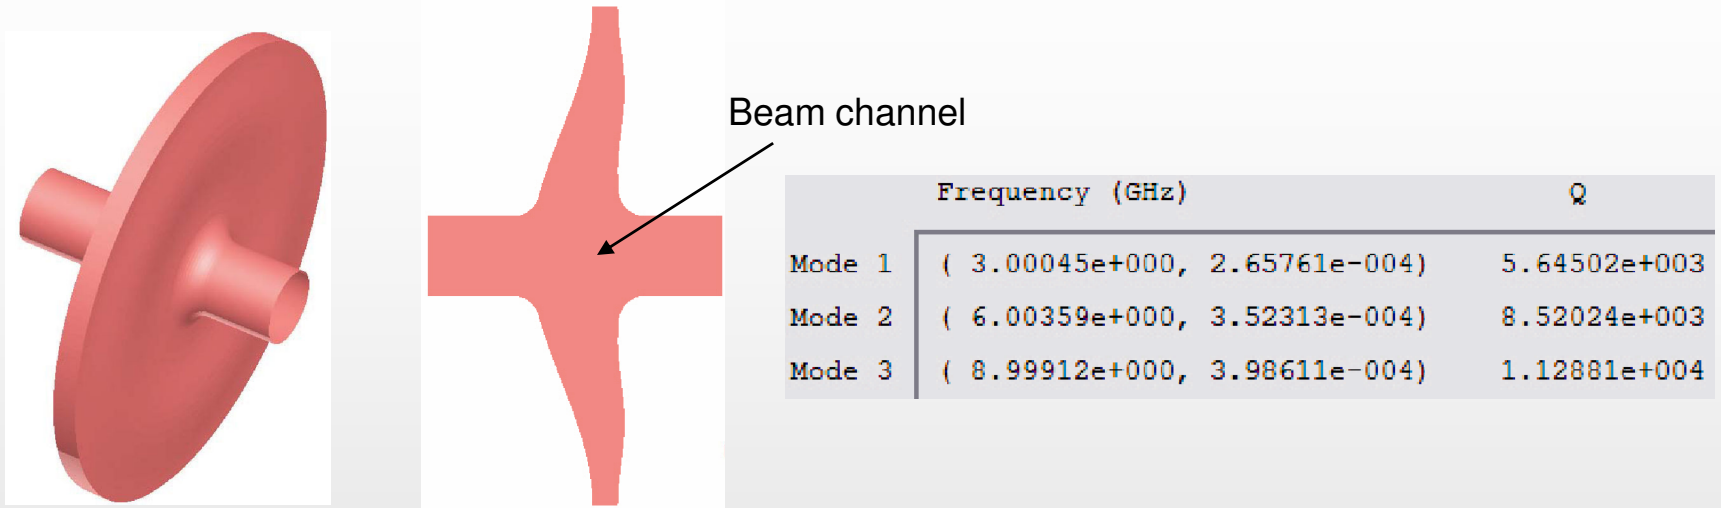 Beam channel
Frequency (GHz) Q
Mode 1 ( 3.00045e+000, 2.65761e-004) 5.64502e+003
Mode 2 ( 6.00359e+000, 3.52313e-004) 8.52024e+003
Mode 3 ( 8.99912e+000, 3.98611e-004) 1.12881e+004